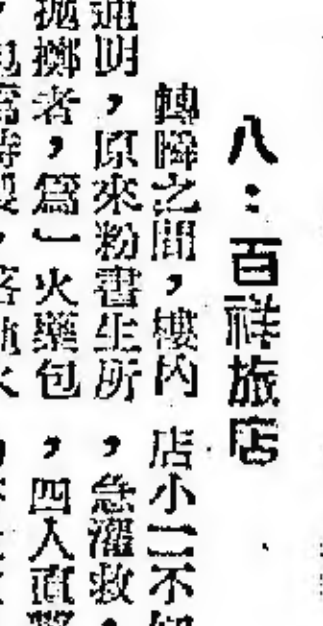 八：百祥旅店
轉瞬之間，樓內
通明，原來粉書生所
拋擲者，爲一火藥包
店小二不
，急灌救，
，四人直